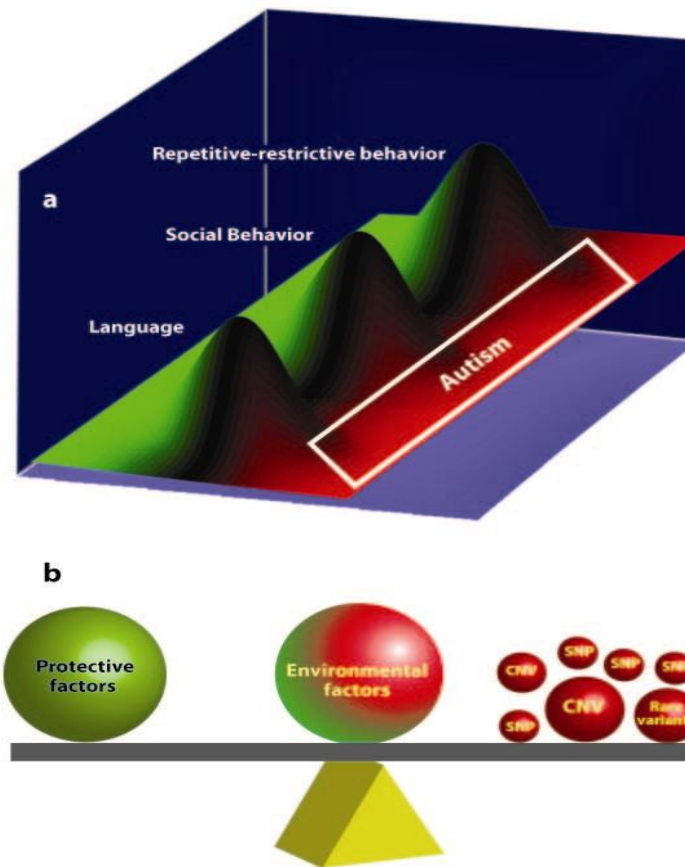 Repetitive-restrictive behavior
a
Social Behavior
Language
Autism
b
Protective
factors
Environmental
factors
CNV
SNP
SNP
SNP
CNV
Rare
variant
SNP